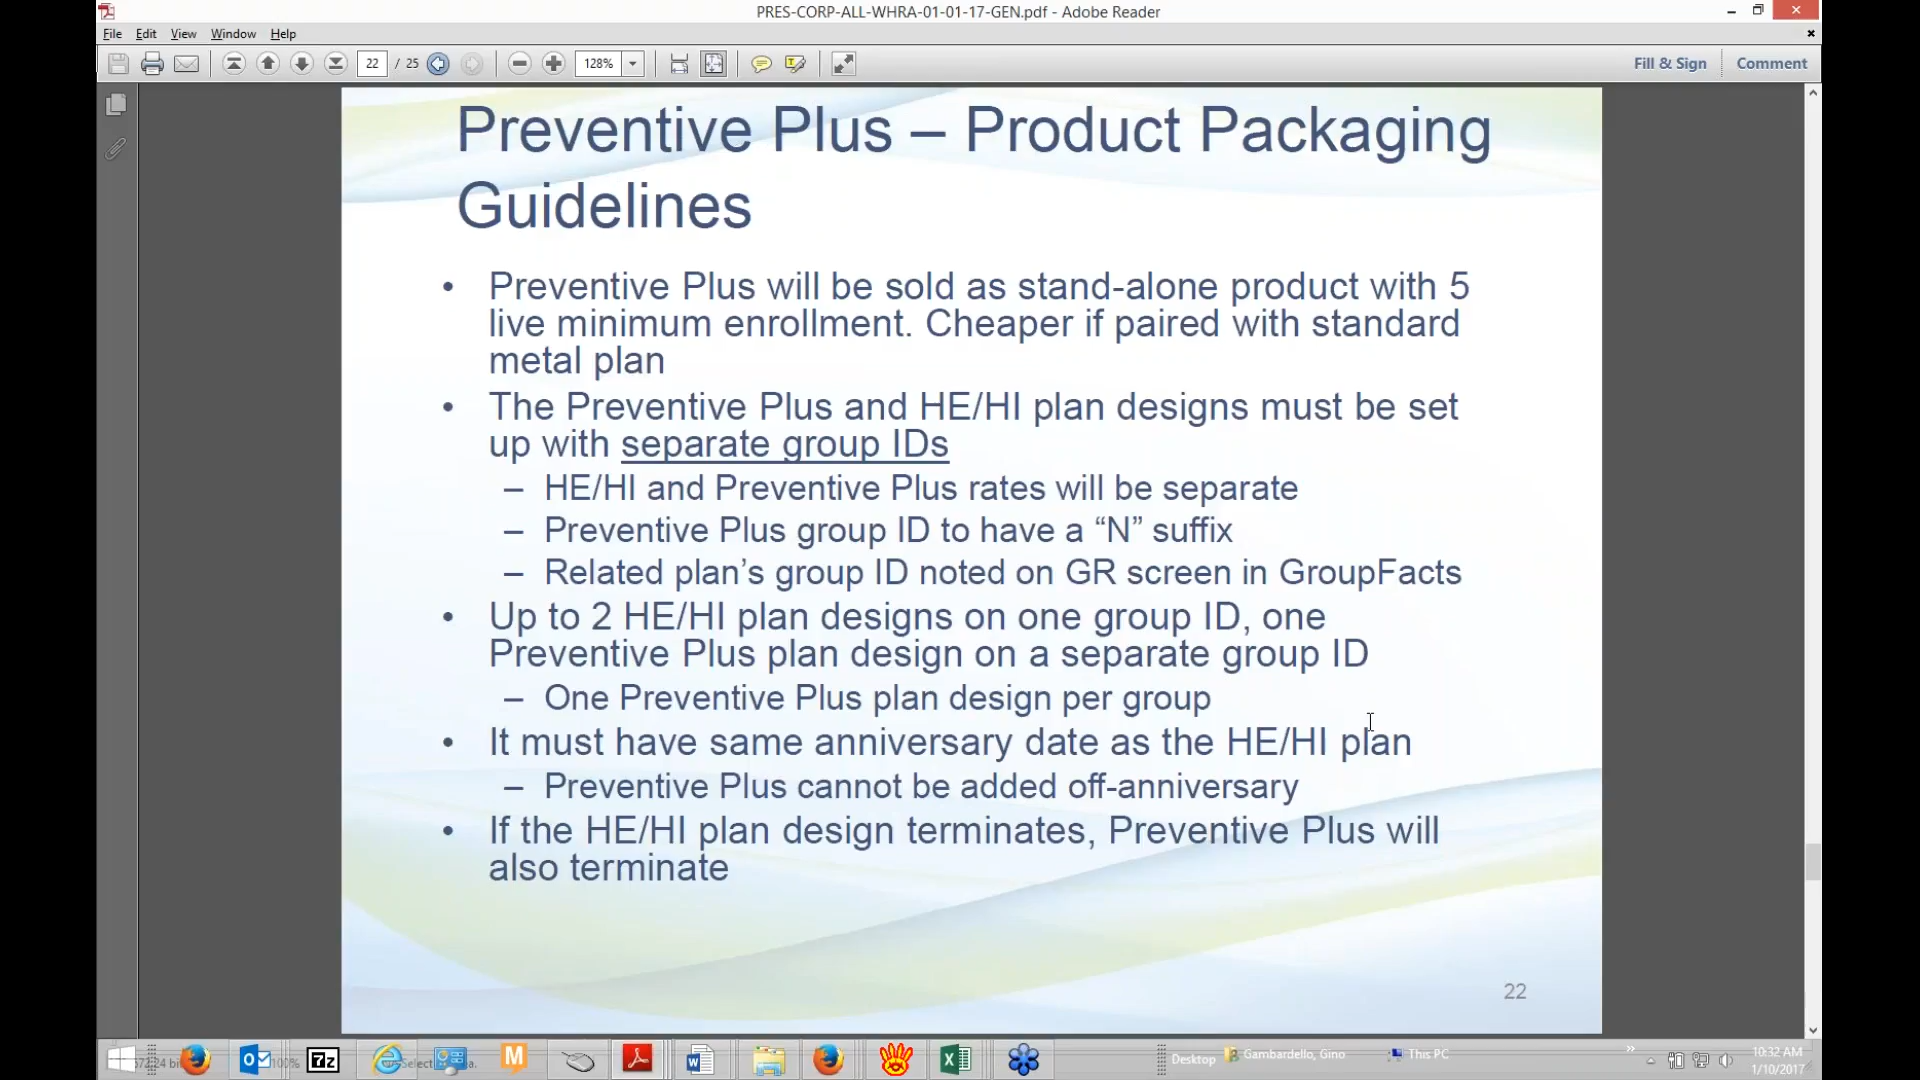 PRES-CORP-ALL-WHRA-01-01-17-GEN.pdf - Adobe Reader
File Edit View Window Help
22 / 25 128% Fill & Sign Comment
Preventive Plus – Product Packaging
Guidelines
• Preventive Plus will be sold as stand-alone product with 5
live minimum enrollment. Cheaper if paired with standard
metal plan
• The Preventive Plus and HE/HI plan designs must be set
up with separate group IDs
– HE/HI and Preventive Plus rates will be separate
– Preventive Plus group ID to have a “N” suffix
– Related plan’s group ID noted on GR screen in GroupFacts
• Up to 2 HE/HI plan designs on one group ID, one
Preventive Plus plan design on a separate group ID
– One Preventive Plus plan design per group
• It must have same anniversary date as the HE/HI plan
– Preventive Plus cannot be added off-anniversary
• If the HE/HI plan design terminates, Preventive Plus will
also terminate
22
Desktop Gambardello, Gino This PC
10:32 AM
1/10/2017